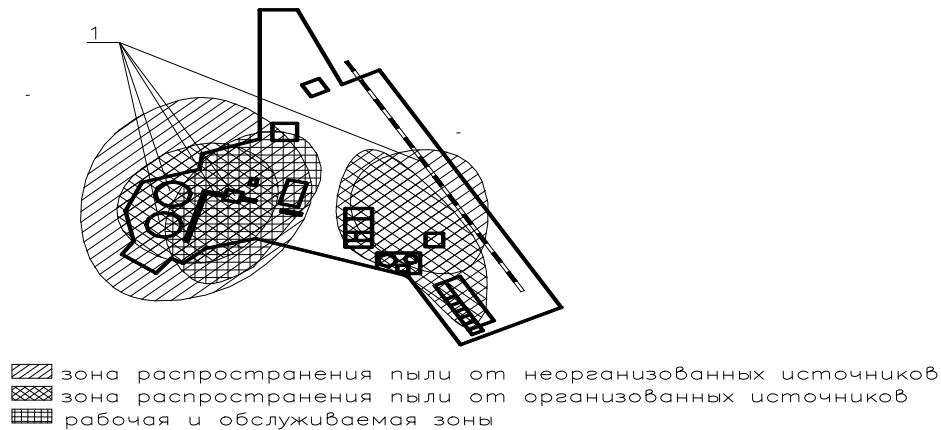 1
зона распространения пыли от неорганизованных источников
зона распространения пыли от организованных источников
рабочая и обслуживаемая зоны